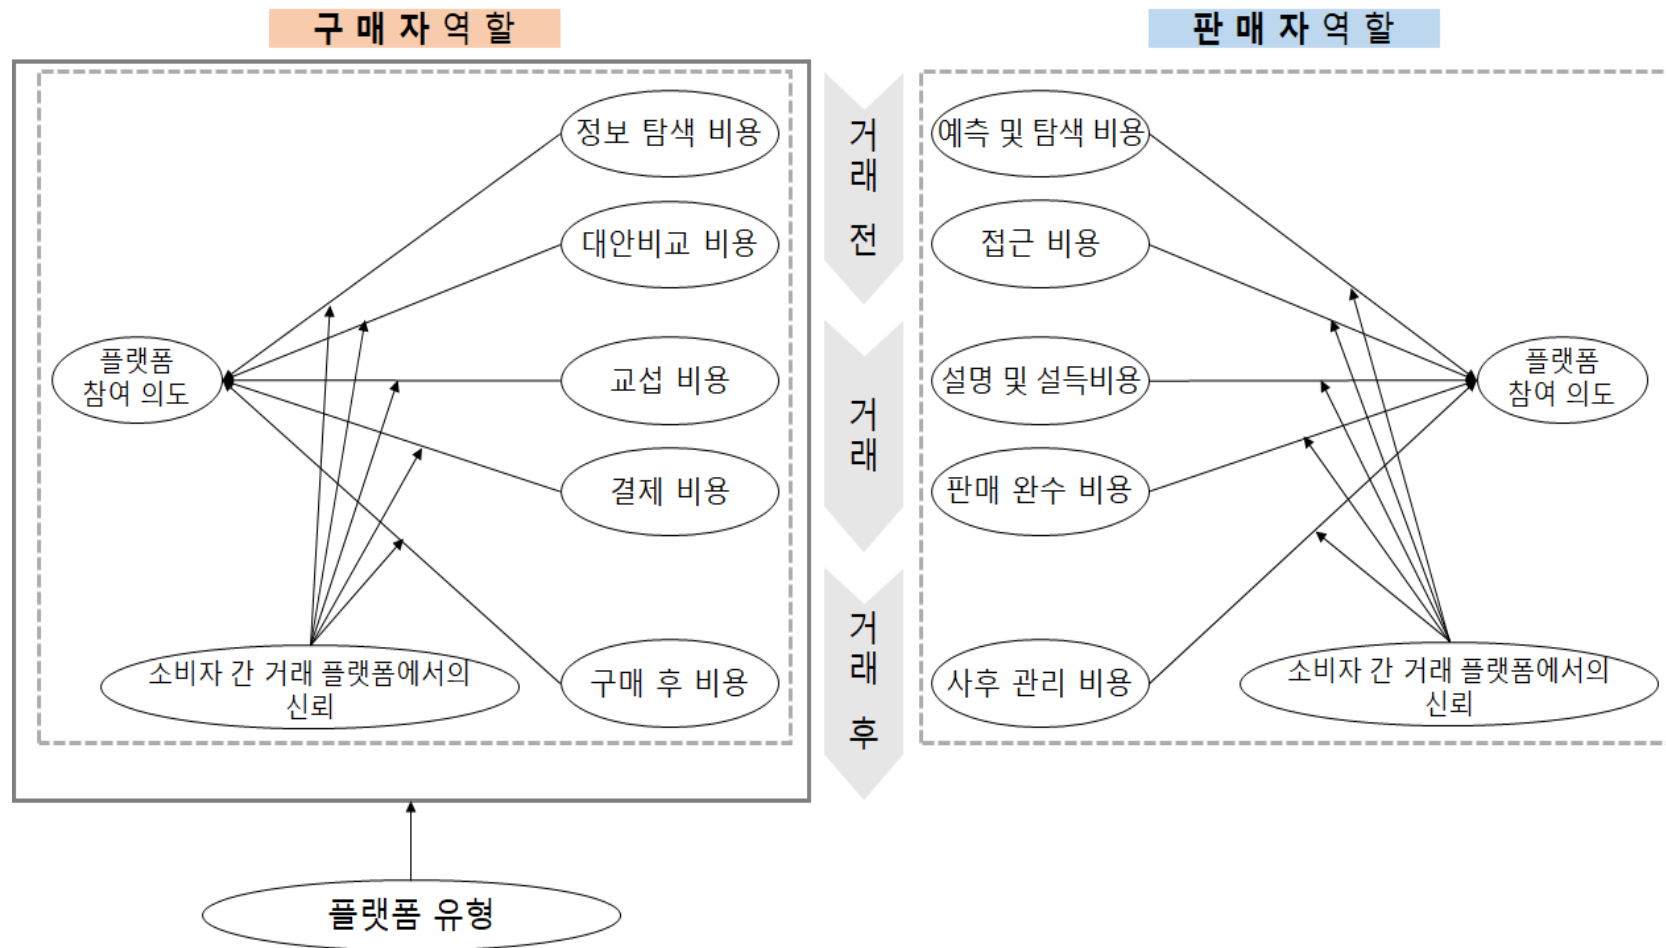 구 매 자 역 할
판 매 자 역 할
정보 탐색 비용
대안비교 비용
플랫폼
참여 의도
교섭 비용
결제 비용
소비자 간 거래 플랫폼에서의
신뢰
구매 후 비용
거
래
전
거
래
거
래
후
예측 및 탐색 비용
접근 비용
설명 및 설득비용
플랫폼
참여 의도
판매 완수 비용
사후 관리 비용
소비자 간 거래 플랫폼에서의
신뢰
플랫폼 유형